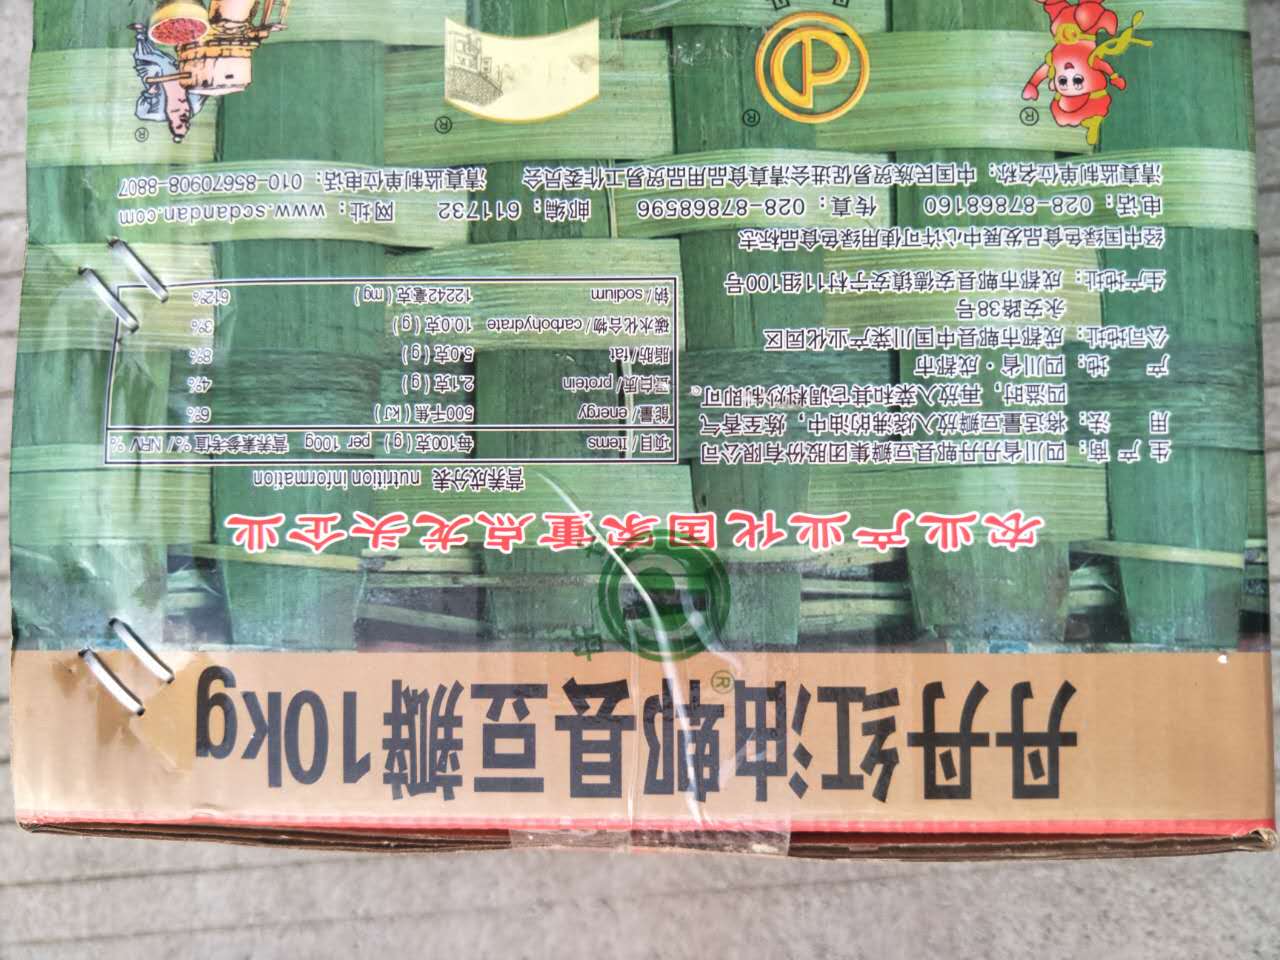 丹丹红油郫县豆瓣10kg
农业产业化国家重点龙头企业
生产商：四川省丹丹郫县豆瓣集团股份有限公司
用法：将适量豆瓣放入烧沸的油中，炼至香气
四溢时，再放入菜和其它调料炒制即可。
产地：四川省·成都市
公司地址：成都市郫县中国川菜产业化园区
永安路38号
生产地址：成都市郫县安德镇安宁村11组100号
经中国绿色食品发展中心许可使用绿色食品标志
电话：028-87868160 传真：028-87868596 邮编：611732 网址：www.scdandan.com
清真监制单位名称：中国民族贸易促进会清真食品用品贸易工作委员会 清真监制单位电话：010-85670908-8807
营养成分表 nutrition information
项目/Items 每100克(g) per 100g 营养素参考值/% NRV %
能量/energy 500千焦(kJ) 6%
蛋白质/protein 2.1克(g) 4%
脂肪/fat 5.0克(g) 8%
碳水化合物/carbohydrate 10.0克(g) 3%
钠/sodium 12242毫克(mg) 612%